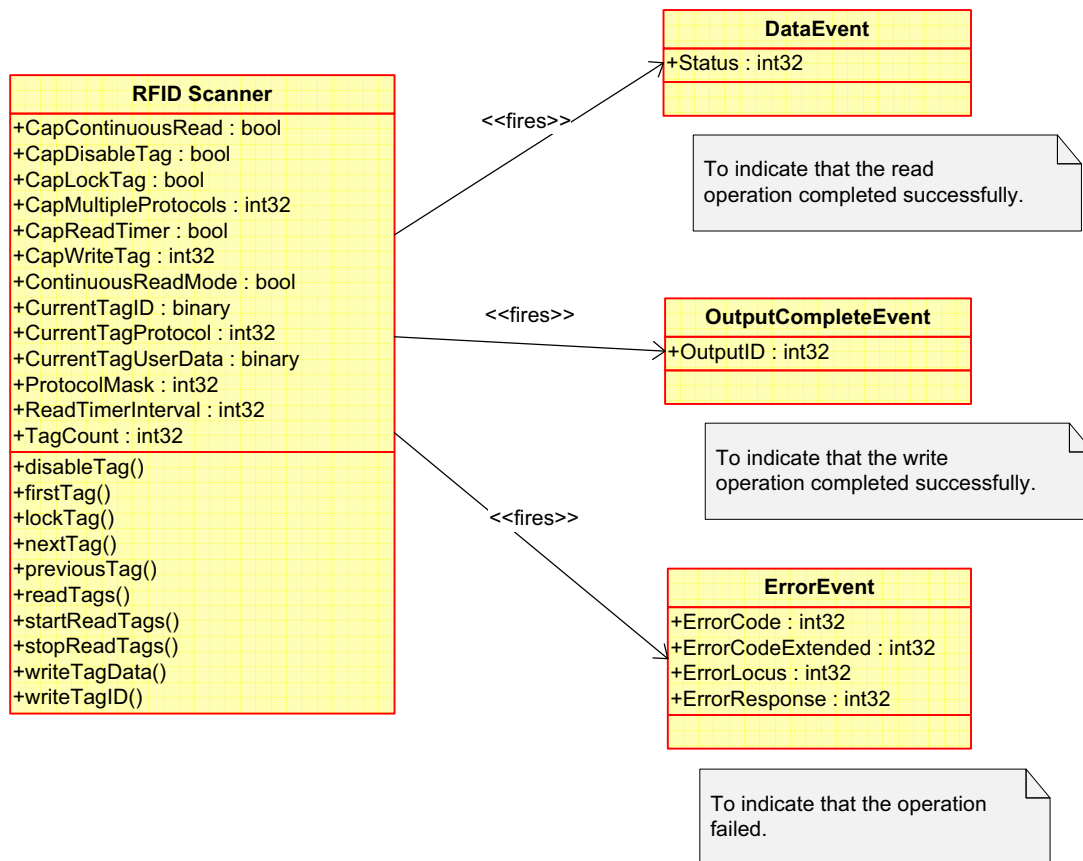 RFID Scanner
+CapContinuousRead : bool
+CapDisableTag : bool
+CapLockTag : bool
+CapMultipleProtocols : int32
+CapReadTimer : bool
+CapWriteTag : int32
+ContinuousReadMode : bool
+CurrentTagID : binary
+CurrentTagProtocol : int32
+CurrentTagUserData : binary
+ProtocolMask : int32
+ReadTimerInterval : int32
+TagCount : int32
+disableTag()
+firstTag()
+lockTag()
+nextTag()
+previousTag()
+readTags()
+startReadTags()
+stopReadTags()
+writeTagData()
+writeTagID()
<<fires>>
DataEvent
+Status : int32
To indicate that the read
operation completed successfully.
<<fires>>
OutputCompleteEvent
+OutputID : int32
To indicate that the write
operation completed successfully.
<<fires>>
ErrorEvent
+ErrorCode : int32
+ErrorCodeExtended : int32
+ErrorLocus : int32
+ErrorResponse : int32
To indicate that the operation
failed.